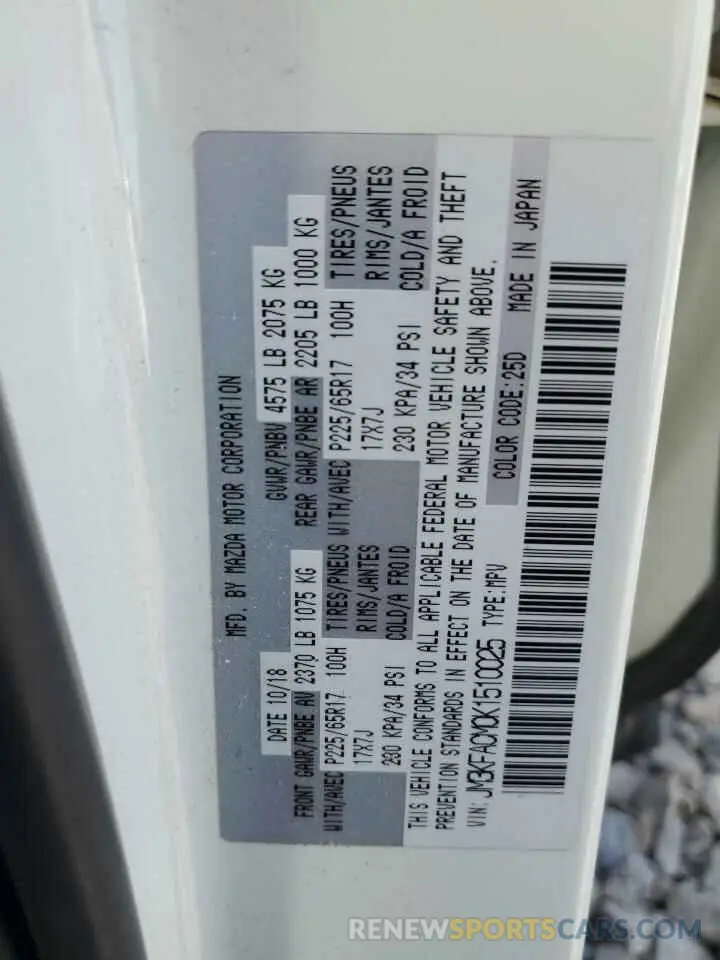 MFD. BY MAZDA MOTOR CORPORATION
DATE 10/18 GVWR/PNBV 4575 LB 2075 KG
FRONT GAWR/PNBE AV 2370 LB 1075 KG REAR GAWR/PNBE AR 2205 LB 1000 KG
WITH/AVEC P225/65R17 100H TIRES/PNEUS WITH/AVEC P225/65R17 100H TIRES/PNEUS
17X7J RIMS/JANTES 17X7J RIMS/JANTES
230 KPA/34 PSI COLD/A FROID 230 KPA/34 PSI COLD/A FROID
THIS VEHICLE CONFORMS TO ALL APPLICABLE FEDERAL MOTOR VEHICLE SAFETY AND THEFT
PREVENTION STANDARDS IN EFFECT ON THE DATE OF MANUFACTURE SHOWN ABOVE.
VIN: JM3KFACM0K1510025 TYPE:MPV COLOR CODE:25D MADE IN JAPAN
RENEWSPORTSCARS.COM